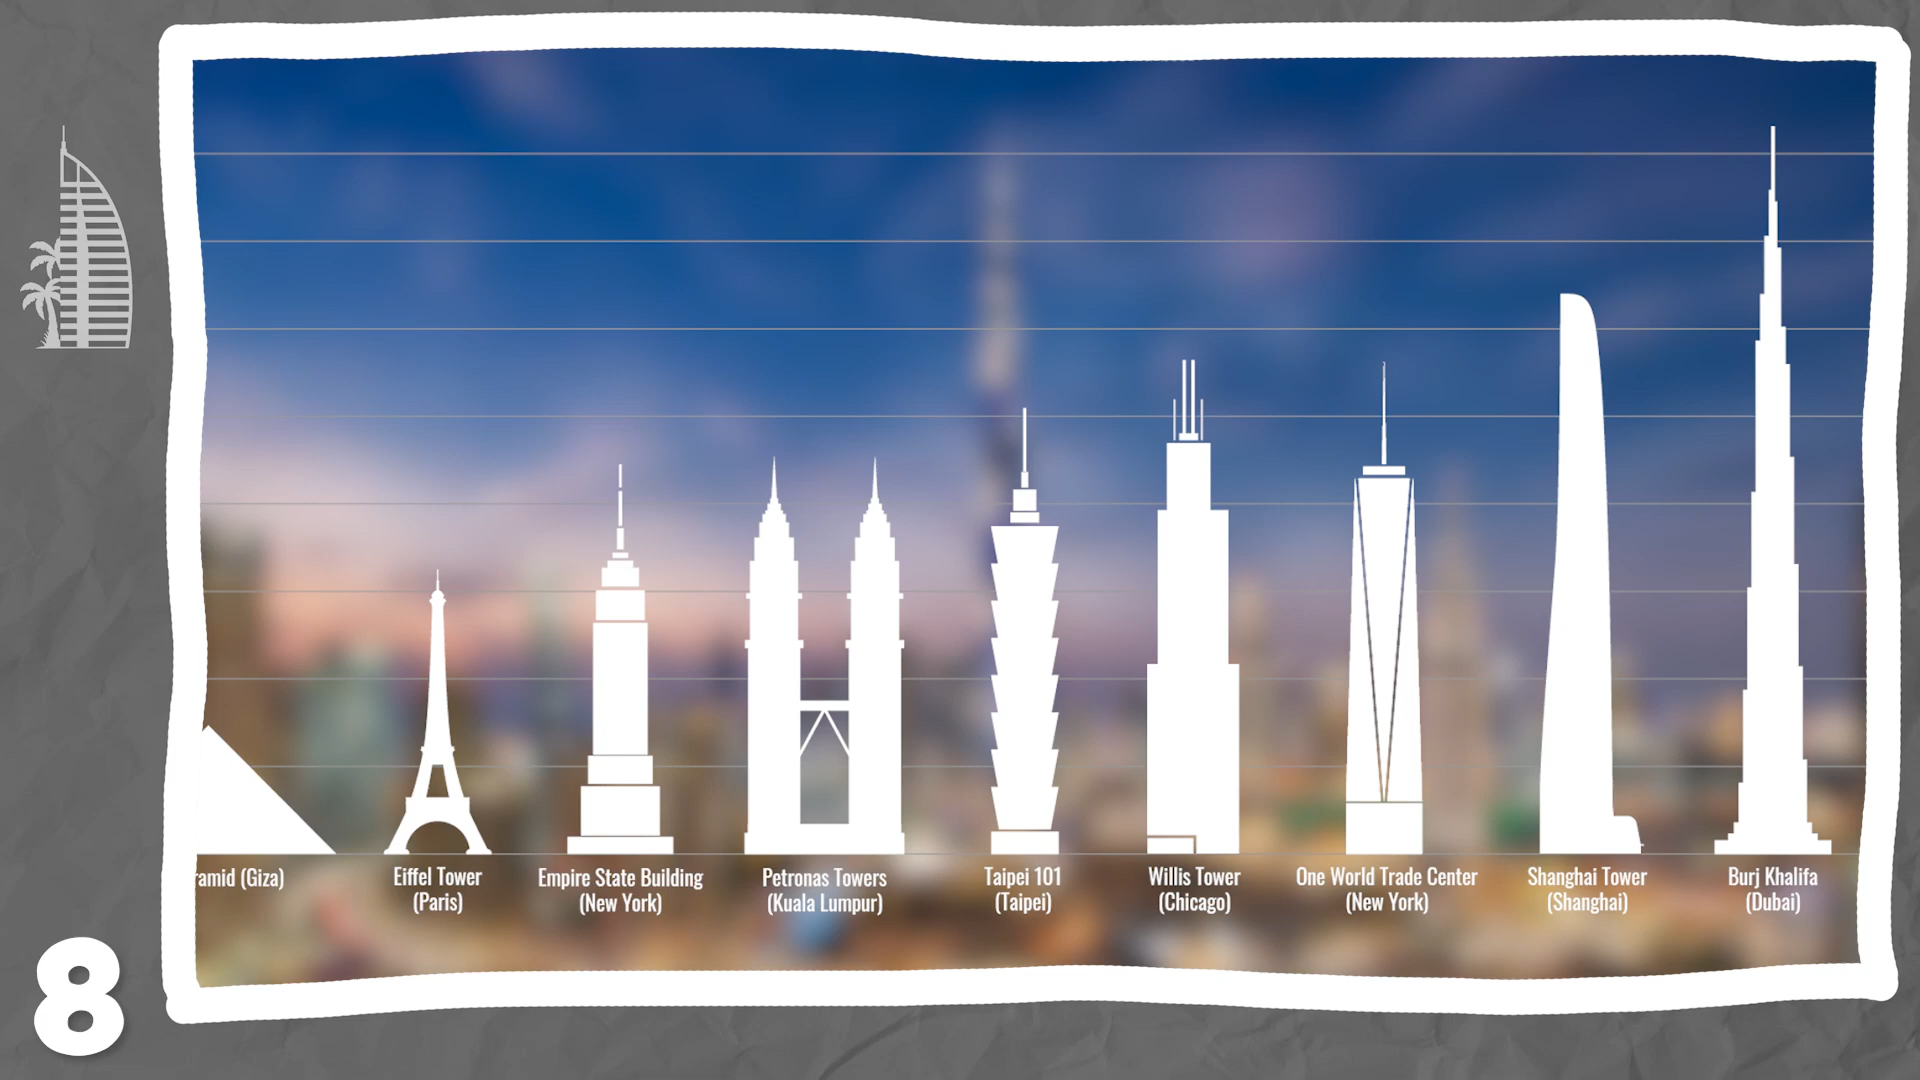 ramid (Giza)
Eiffel Tower
(Paris)
Empire State Building
(New York)
Petronas Towers
(Kuala Lumpur)
Taipei 101
(Taipei)
Willis Tower
(Chicago)
One World Trade Center
(New York)
Shanghai Tower
(Shanghai)
Burj Khalifa
(Dubai)
8